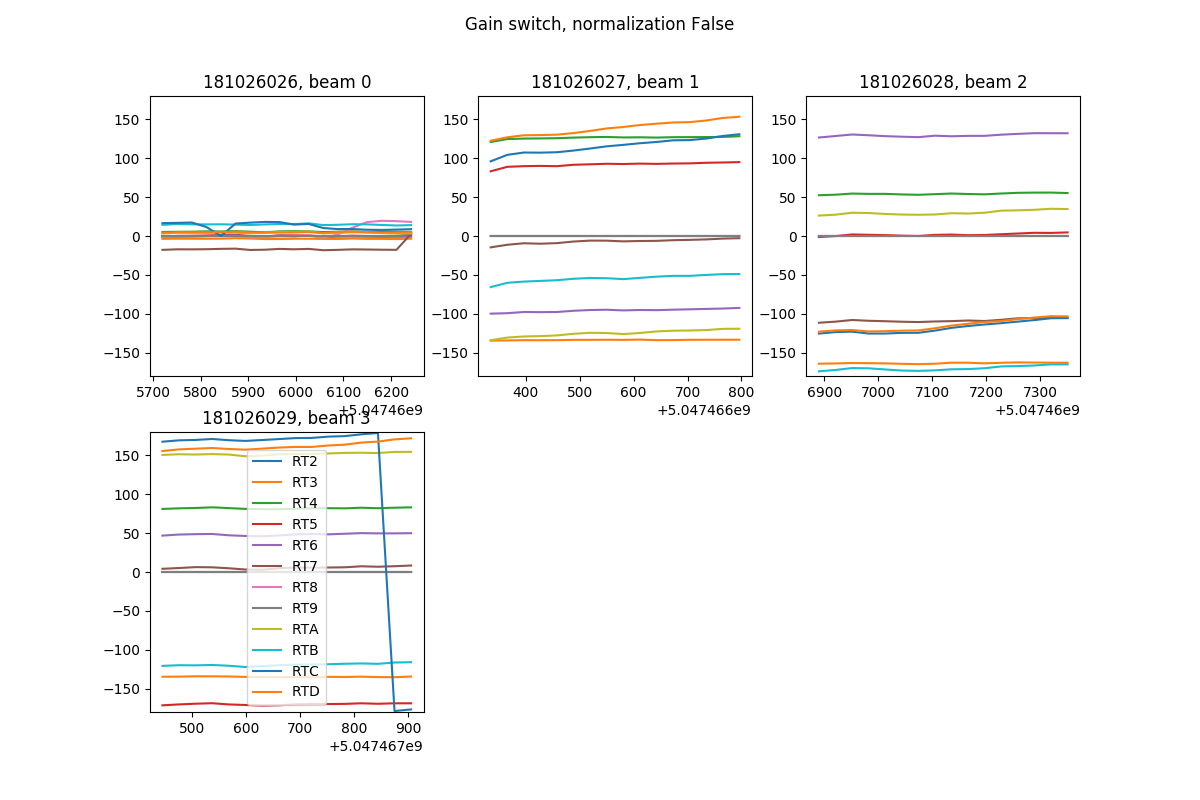 Gain switch, normalization False
181026026, beam 0
181026027, beam 1
181026028, beam 2
150
100
50
0
−50
−100
−150
5700 5800 5900 6000 6100 6200
+5.04746e9
150
100
50
0
−50
−100
−150
400 500 600 700 800
+5.047466e9
150
100
50
0
−50
−100
−150
6900 7000 7100 7200 7300
+5.04746e9
181026029, beam 3
150
100
50
0
−50
−100
−150
500 600 700 800 900
+5.047467e9
RT2
RT3
RT4
RT5
RT6
RT7
RT8
RT9
RTA
RTB
RTC
RTD